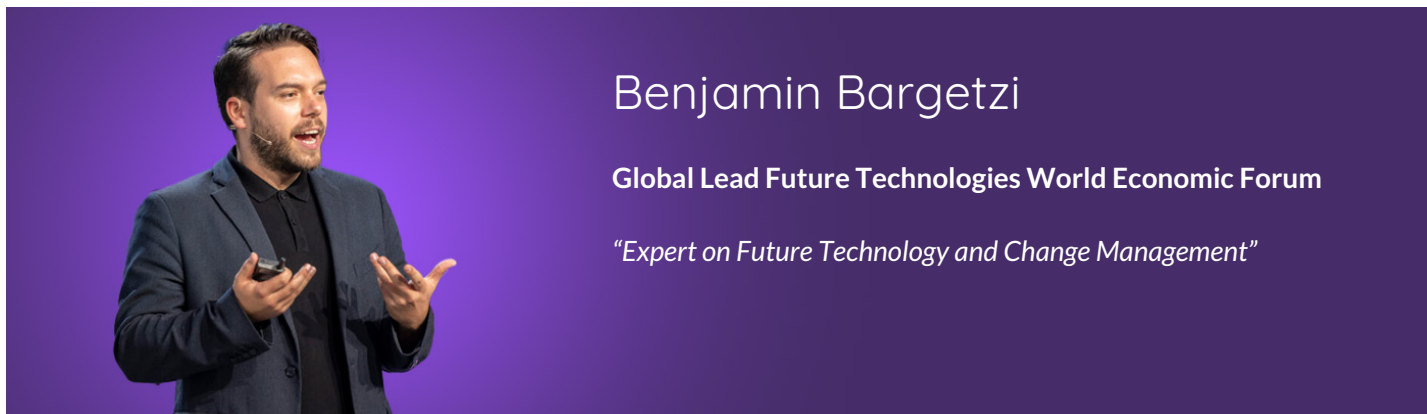 Benjamin Bargetzi
Global Lead Future Technologies World Economic Forum
“Expert on Future Technology and Change Management”